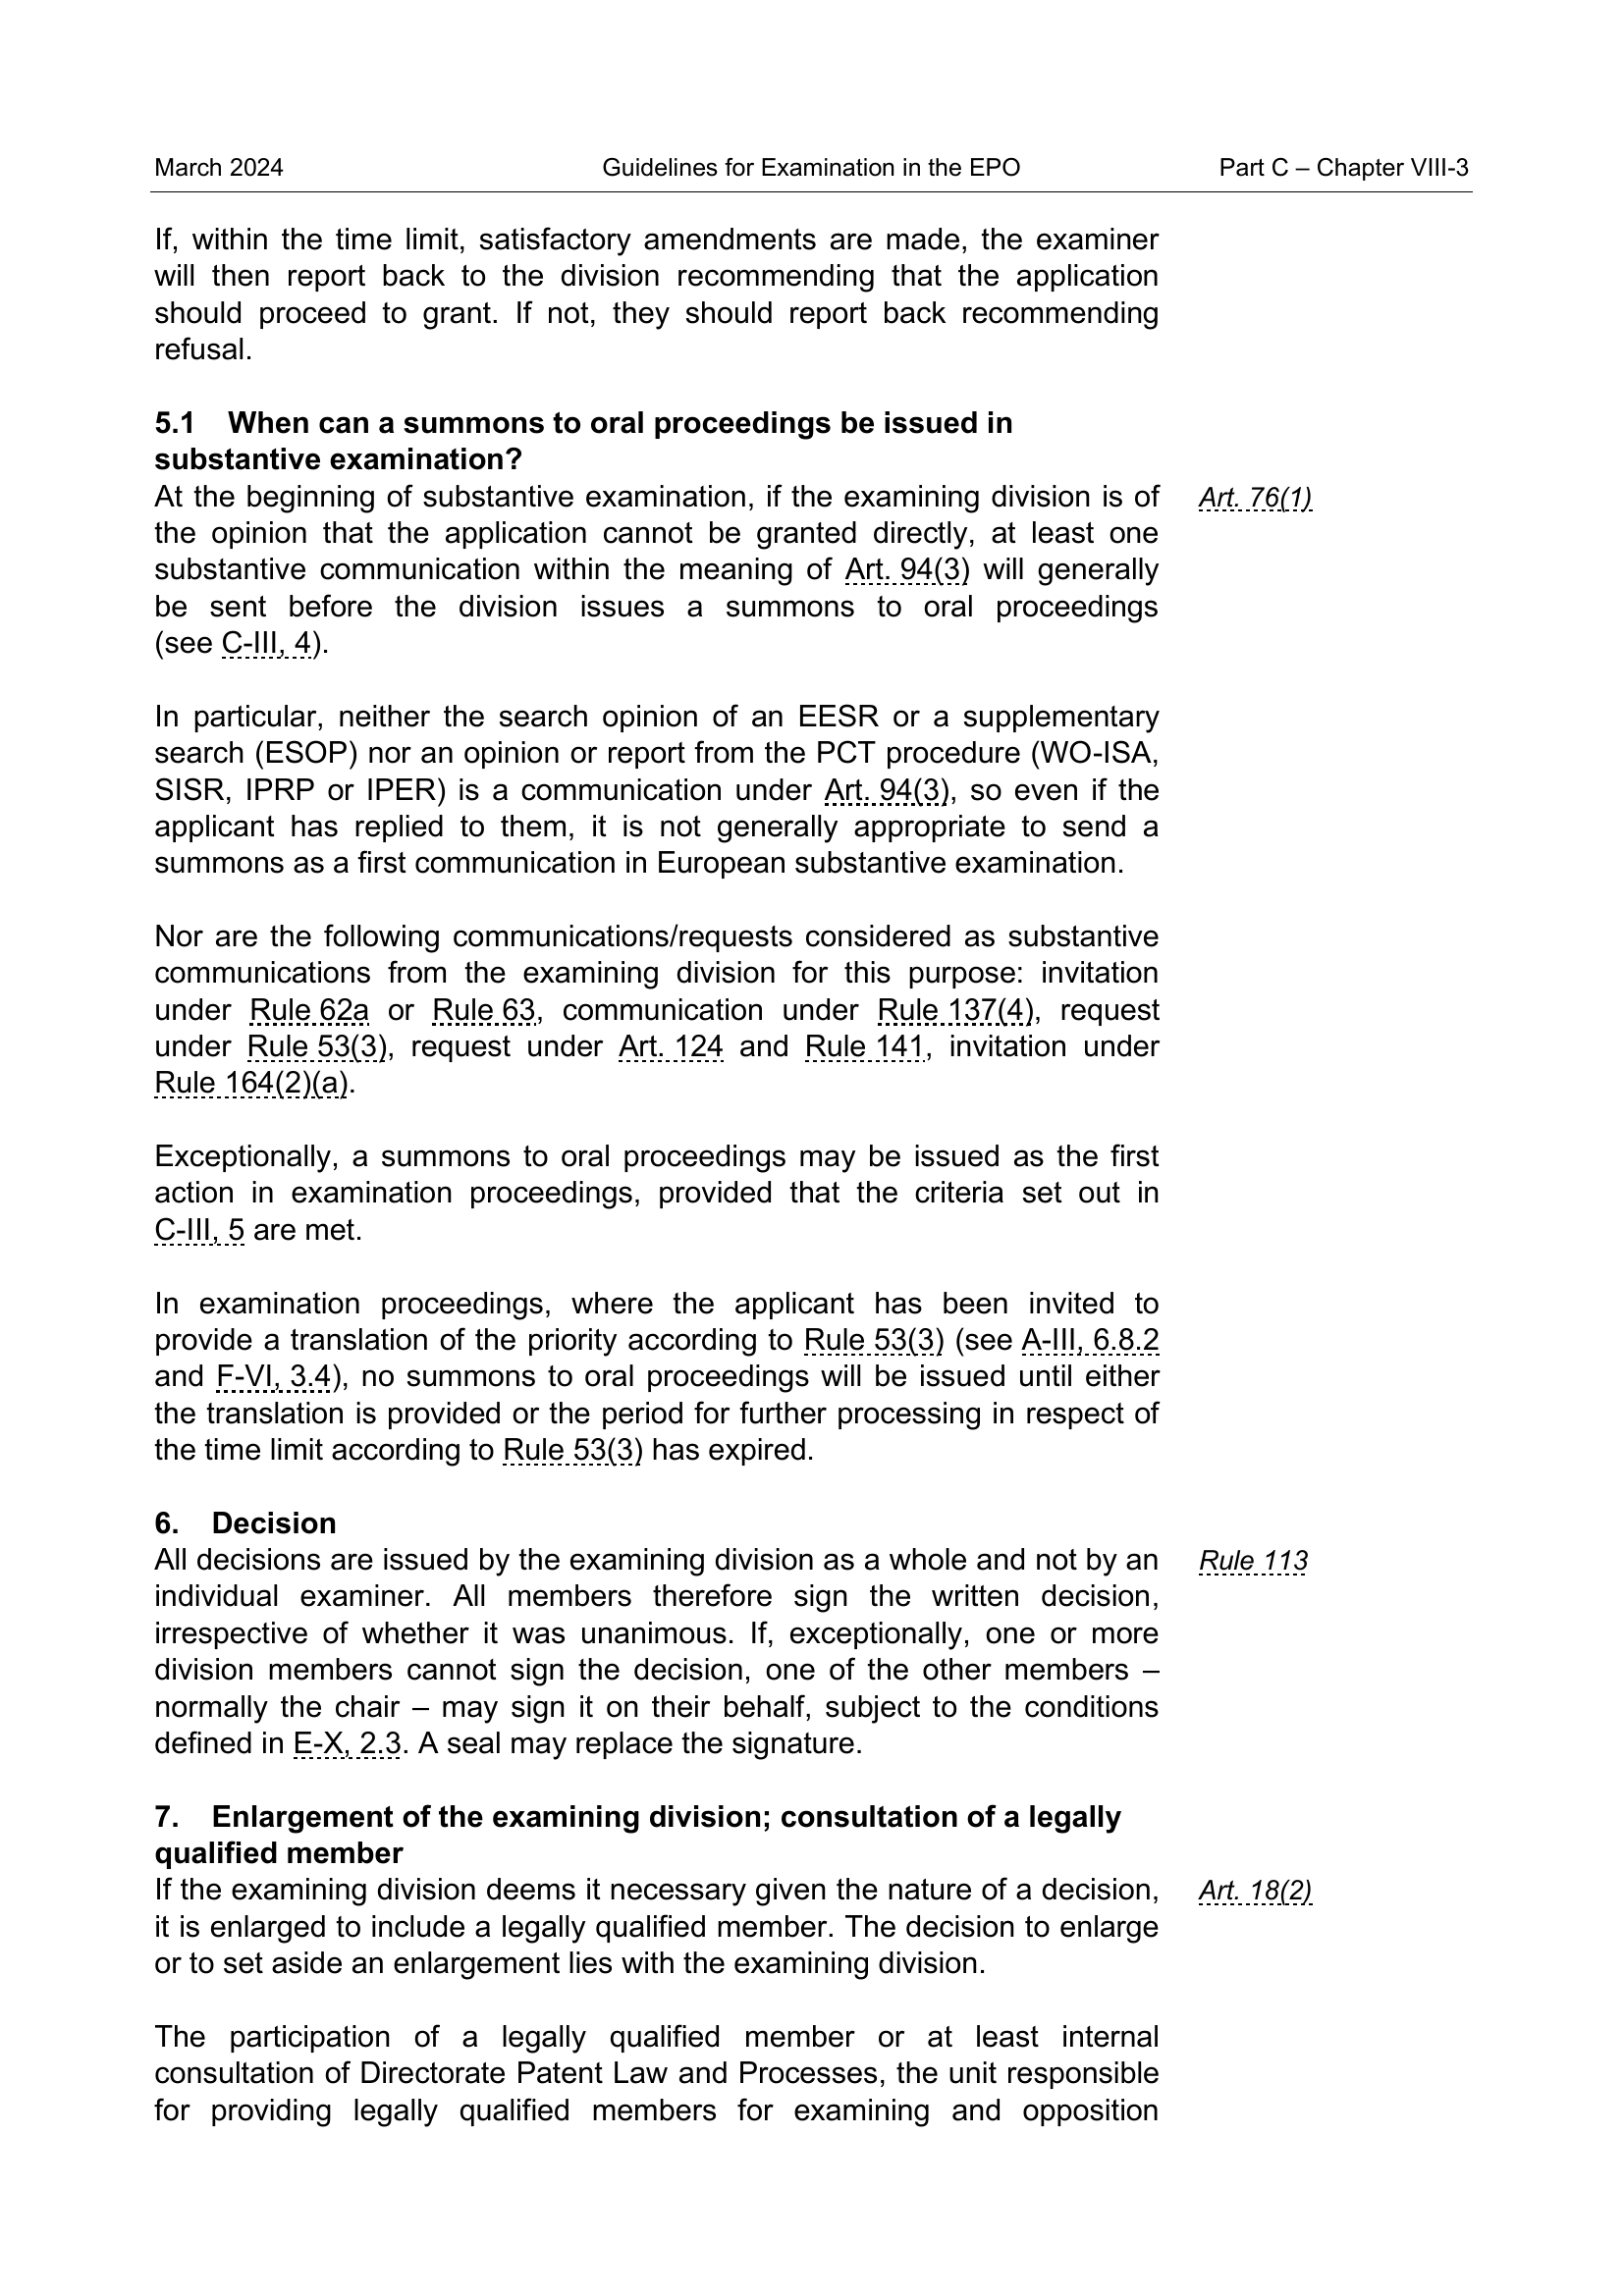 March 2024 Guidelines for Examination in the EPO Part C – Chapter VIII-3
If, within the time limit, satisfactory amendments are made, the examiner
will then report back to the division recommending that the application
should proceed to grant. If not, they should report back recommending
refusal.
5.1 When can a summons to oral proceedings be issued in
substantive examination?
At the beginning of substantive examination, if the examining division is of Art. 76(1)
the opinion that the application cannot be granted directly, at least one
substantive communication within the meaning of Art. 94(3) will generally
be sent before the division issues a summons to oral proceedings
(see C-III, 4).
In particular, neither the search opinion of an EESR or a supplementary
search (ESOP) nor an opinion or report from the PCT procedure (WO-ISA,
SISR, IPRP or IPER) is a communication under Art. 94(3), so even if the
applicant has replied to them, it is not generally appropriate to send a
summons as a first communication in European substantive examination.
Nor are the following communications/requests considered as substantive
communications from the examining division for this purpose: invitation
under Rule 62a or Rule 63, communication under Rule 137(4), request
under Rule 53(3), request under Art. 124 and Rule 141, invitation under
Rule 164(2)(a).
Exceptionally, a summons to oral proceedings may be issued as the first
action in examination proceedings, provided that the criteria set out in
C-III, 5 are met.
In examination proceedings, where the applicant has been invited to
provide a translation of the priority according to Rule 53(3) (see A-III, 6.8.2
and F-VI, 3.4), no summons to oral proceedings will be issued until either
the translation is provided or the period for further processing in respect of
the time limit according to Rule 53(3) has expired.
6. Decision
All decisions are issued by the examining division as a whole and not by an Rule 113
individual examiner. All members therefore sign the written decision,
irrespective of whether it was unanimous. If, exceptionally, one or more
division members cannot sign the decision, one of the other members –
normally the chair – may sign it on their behalf, subject to the conditions
defined in E-X, 2.3. A seal may replace the signature.
7. Enlargement of the examining division; consultation of a legally
qualified member
If the examining division deems it necessary given the nature of a decision, Art. 18(2)
it is enlarged to include a legally qualified member. The decision to enlarge
or to set aside an enlargement lies with the examining division.
The participation of a legally qualified member or at least internal
consultation of Directorate Patent Law and Processes, the unit responsible
for providing legally qualified members for examining and opposition